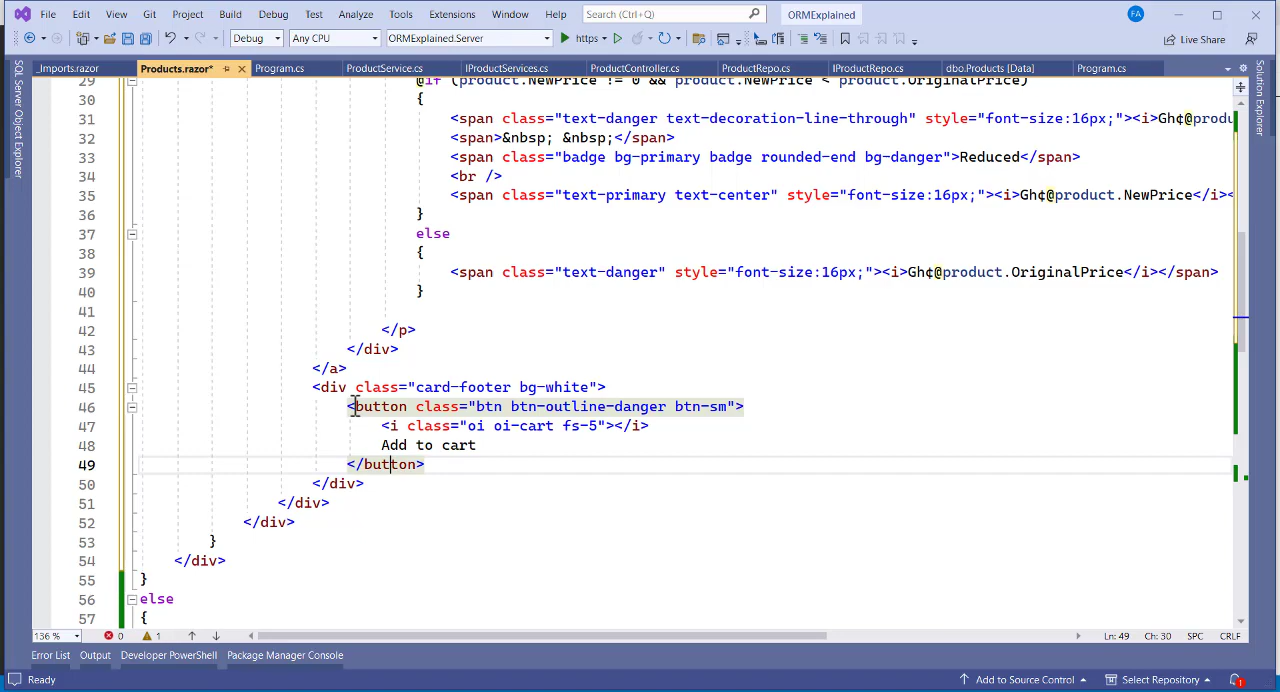 File Edit View Git Project Build Debug Test Analyze Tools Extensions Window Help Search (Ctrl+Q) ORMExplained FA
Debug Any CPU ORMExplained.Server https Live Share
_Imports.razor Products.razor* Program.cs ProductService.cs IProductServices.cs ProductController.cs ProductRepo.cs IProductRepo.cs dbo.Products [Data] Program.cs
SQL Server Object Explorer
Solution Explorer
29 @if (product.NewPrice != 0 && product.NewPrice < product.OriginalPrice)
30 {
31 <span class="text-danger text-decoration-line-through" style="font-size:16px;"><i>Gh¢@produ
32 <span>&nbsp; &nbsp;</span>
33 <span class="badge bg-primary badge rounded-end bg-danger">Reduced</span>
34 <br />
35 <span class="text-primary text-center" style="font-size:16px;"><i>Gh¢@product.NewPrice</i><
36 }
37 else
38 {
39 <span class="text-danger" style="font-size:16px;"><i>Gh¢@product.OriginalPrice</i></span>
40 }
41
42 </p>
43 </div>
44 </a>
45 <div class="card-footer bg-white">
46 <button class="btn btn-outline-danger btn-sm">
47 <i class="oi oi-cart fs-5"></i>
48 Add to cart
49 </button>
50 </div>
51 </div>
52 </div>
53 }
54 </div>
55 }
56 else
57 {
136 % 0 1 Ln: 49 Ch: 30 SPC CRLF
Error List Output Developer PowerShell Package Manager Console
Ready Add to Source Control Select Repository 1